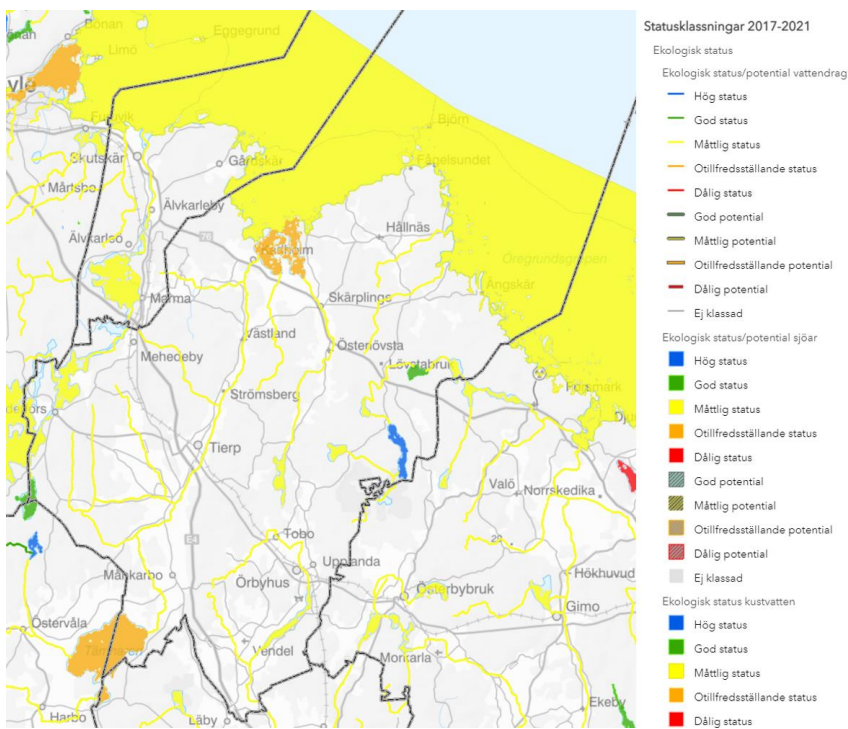 Statusklassningar 2017-2021
Ekologisk status
Ekologisk status/potential vattendrag
Hög status
God status
Måttlig status
Otillfredsställande status
Dålig status
God potential
Måttlig potential
Otillfredsställande potential
Dålig potential
Ej klassad
Ekologisk status/potential sjöar
Hög status
God status
Måttlig status
Otillfredsställande status
Dålig status
God potential
Måttlig potential
Otillfredsställande potential
Dålig potential
Ej klassad
Ekologisk status kustvatten
Hög status
God status
Måttlig status
Otillfredsställande status
Dålig status
Bönan
Eggegrund
Limö
Björn
Skutskär
Gårdskär
Fågelsundet
Mårtsbo
Älvkarleby
Hållnäs
Älvkarleö
76
Öregrundsgrepen
Ängskär
Marma
Skärplinge
Västland
Mehedeby
Österlövsta
Lövstabruk
Strömsberg
Forsmark
Tierp
Valö
Norrskedika
Tobo
20
E4
Upplanda
Månkarbo
Örbyhus
Hökhuvud
Österbybruk
Gimo
Östervåla
Vendel
Morkarla
Ekeby
Harbo
Läby